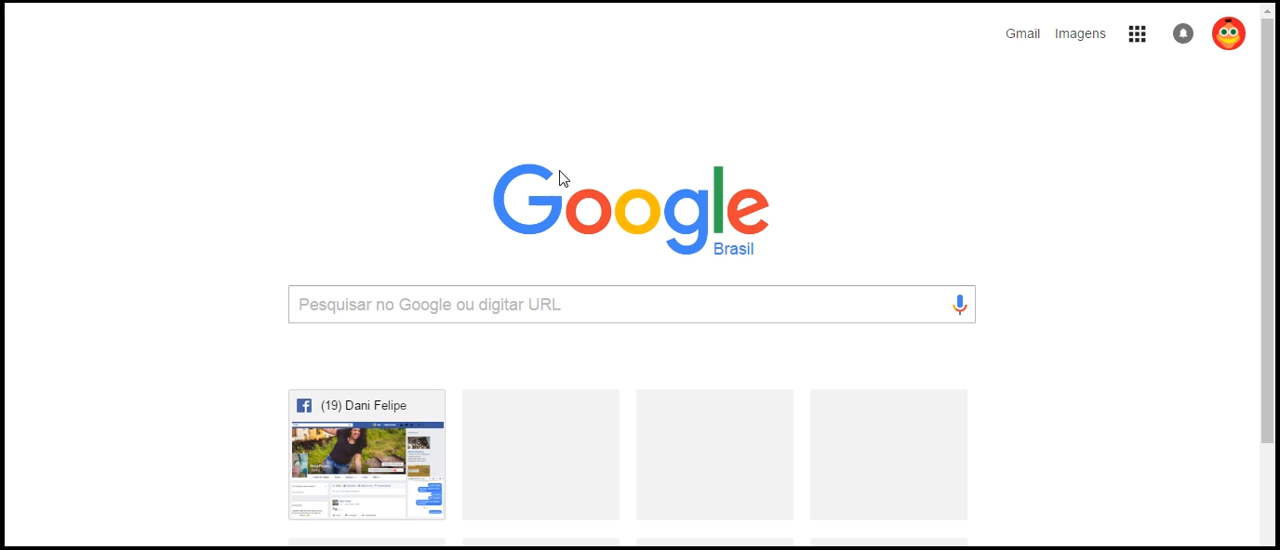 Gmail Imagens
Google
Brasil
Pesquisar no Google ou digitar URL
(19) Dani Felipe